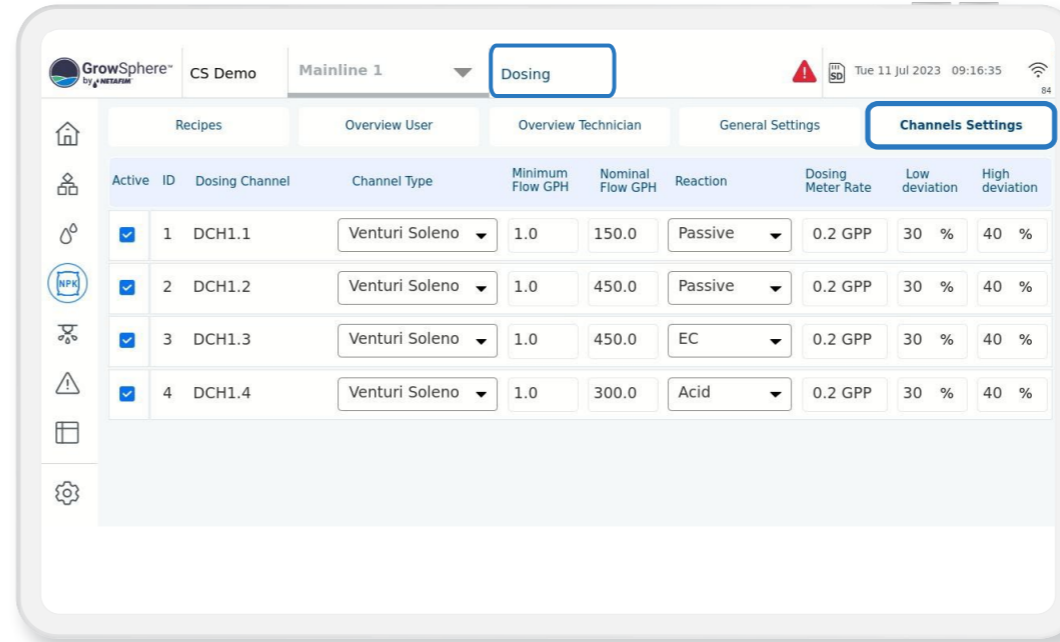 GrowSphere™
by NETAFIM
CS Demo
Mainline 1
Dosing
SD
Tue 11 Jul 2023 09:16:35
84
Recipes
Overview User
Overview Technician
General Settings
Channels Settings
Active ID Dosing Channel Channel Type Minimum Flow GPH Nominal Flow GPH Reaction Dosing Meter Rate Low deviation High deviation
1 DCH1.1 Venturi Soleno 1.0 150.0 Passive 0.2 GPP 30 % 40 %
2 DCH1.2 Venturi Soleno 1.0 450.0 Passive 0.2 GPP 30 % 40 %
NPK
3 DCH1.3 Venturi Soleno 1.0 450.0 EC 0.2 GPP 30 % 40 %
4 DCH1.4 Venturi Soleno 1.0 300.0 Acid 0.2 GPP 30 % 40 %